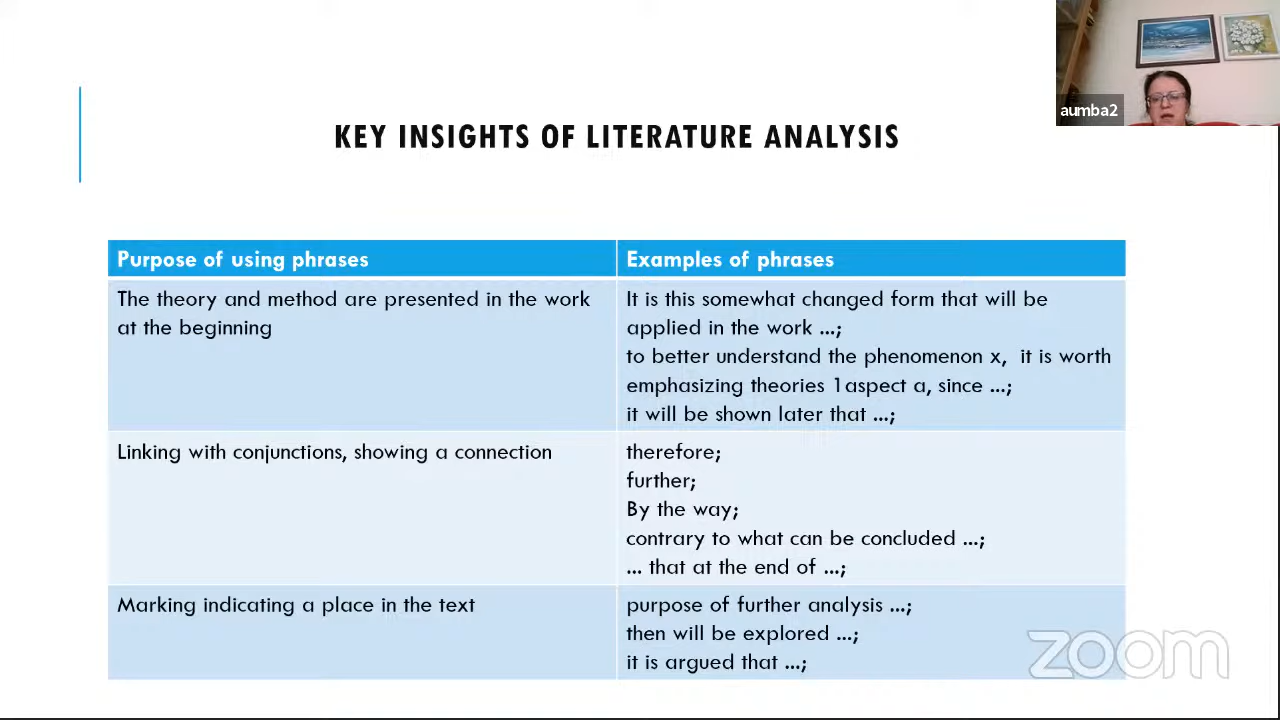 aumba2
KEY INSIGHTS OF LITERATURE ANALYSIS
Purpose of using phrases
Examples of phrases
The theory and method are presented in the work
at the beginning
It is this somewhat changed form that will be
applied in the work ...;
to better understand the phenomenon x,  it is worth
emphasizing theories 1aspect a, since ...;
it will be shown later that ...;
Linking with conjunctions, showing a connection
therefore;
further;
By the way;
contrary to what can be concluded ...;
... that at the end of ...;
Marking indicating a place in the text
purpose of further analysis ...;
then will be explored ...;
it is argued that ...;
zoom